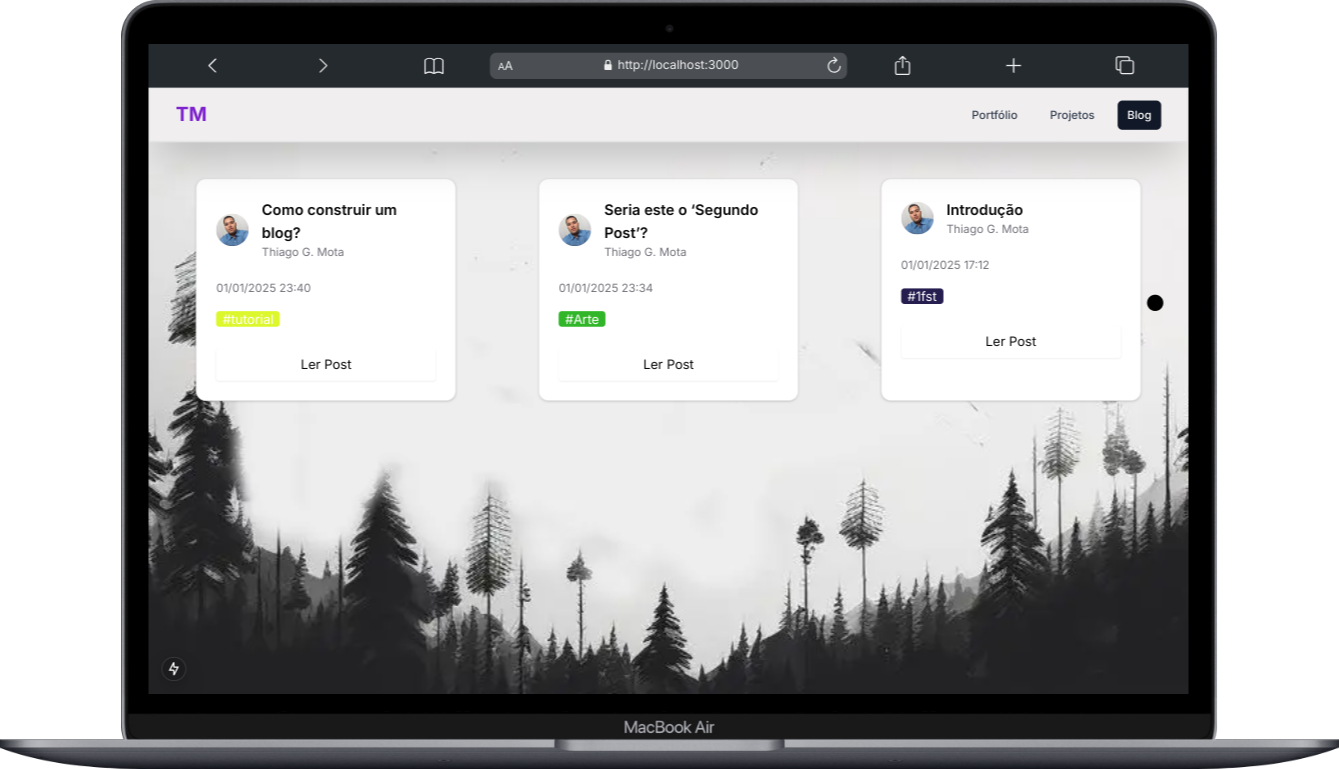 AA
http://localhost:3000
TM
Portfólio
Projetos
Blog
Como construir um
blog?
Thiago G. Mota
01/01/2025 23:40
#tutorial
Ler Post
Seria este o ‘Segundo
Post’?
Thiago G. Mota
01/01/2025 23:34
#Arte
Ler Post
Introdução
Thiago G. Mota
01/01/2025 17:12
#1fst
Ler Post
MacBook Air